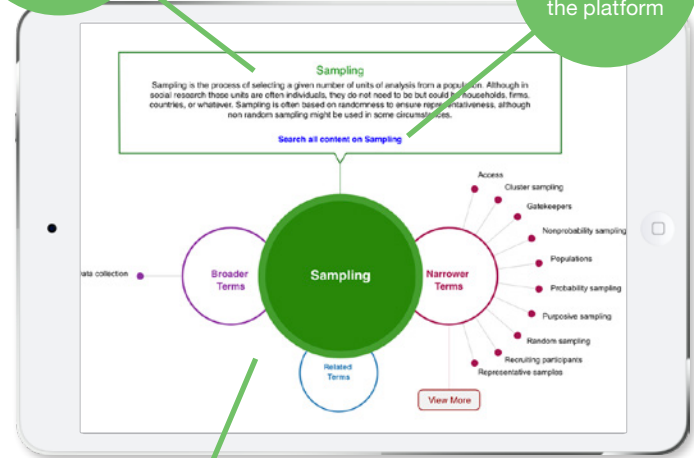 the platform
Sampling
Sampling is the process of selecting a given number of units of analysis from a population. Although in
social research these units are often individuals, they do not need to be but could be households, firms,
countries, or whatever. Sampling is often based on randomness to ensure representativeness, although
non random sampling might be used in some circumstances.
Search all content on Sampling
Access
Cluster sampling
Gatekeepers
Nonprobability sampling
Populations
Probability sampling
Purposive sampling
Random sampling
Recruiting participants
Representative samples
View More
Narrower
Terms
Sampling
Broader
Terms
collection
Related
Terms